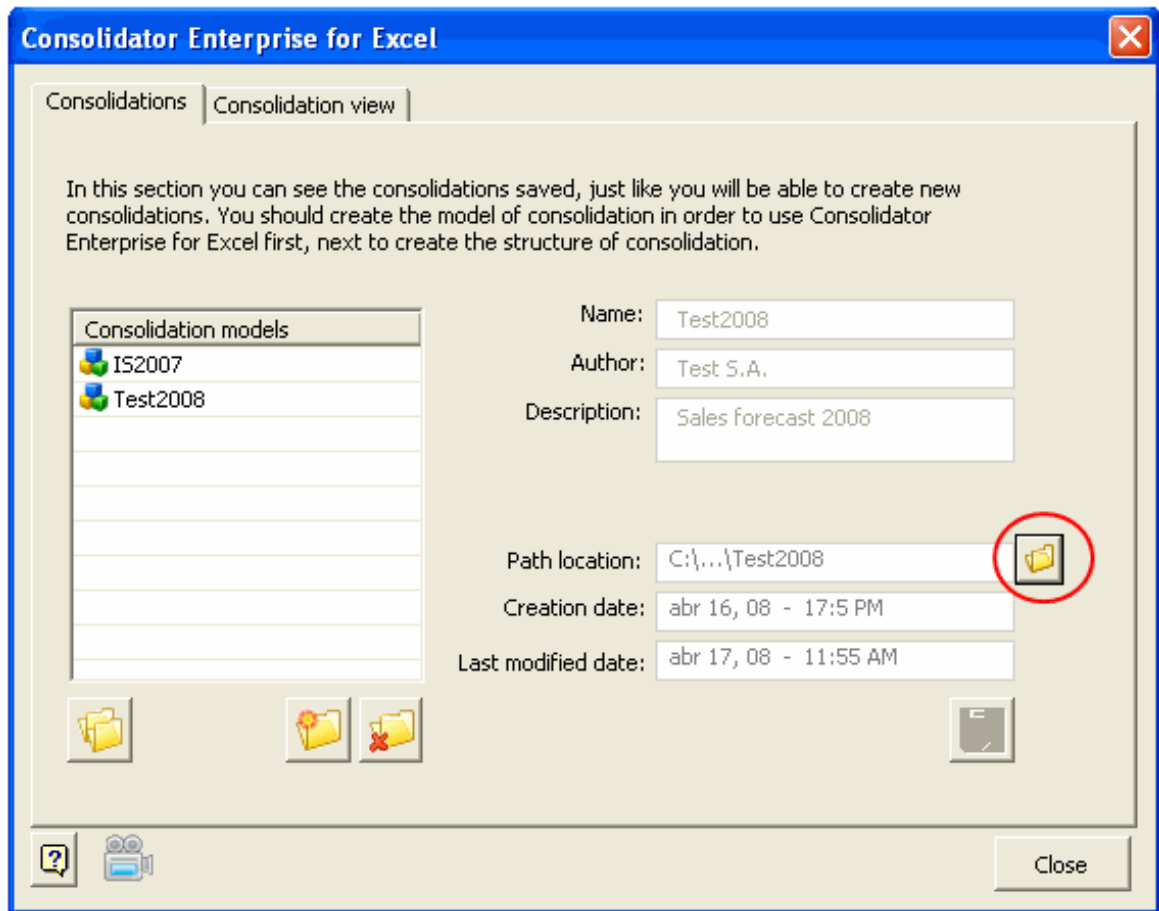 Consolidator Enterprise for Excel
Consolidations
Consolidation view
In this section you can see the consolidations saved, just like you will be able to create new
consolidations. You should create the model of consolidation in order to use Consolidator
Enterprise for Excel first, next to create the structure of consolidation.
Consolidation models
IS2007
Test2008
Name: Test2008
Author: Test S.A.
Description: Sales forecast 2008
Path location: C:\...\Test2008
Creation date: abr 16, 08 - 17:5 PM
Last modified date: abr 17, 08 - 11:55 AM
?
Close